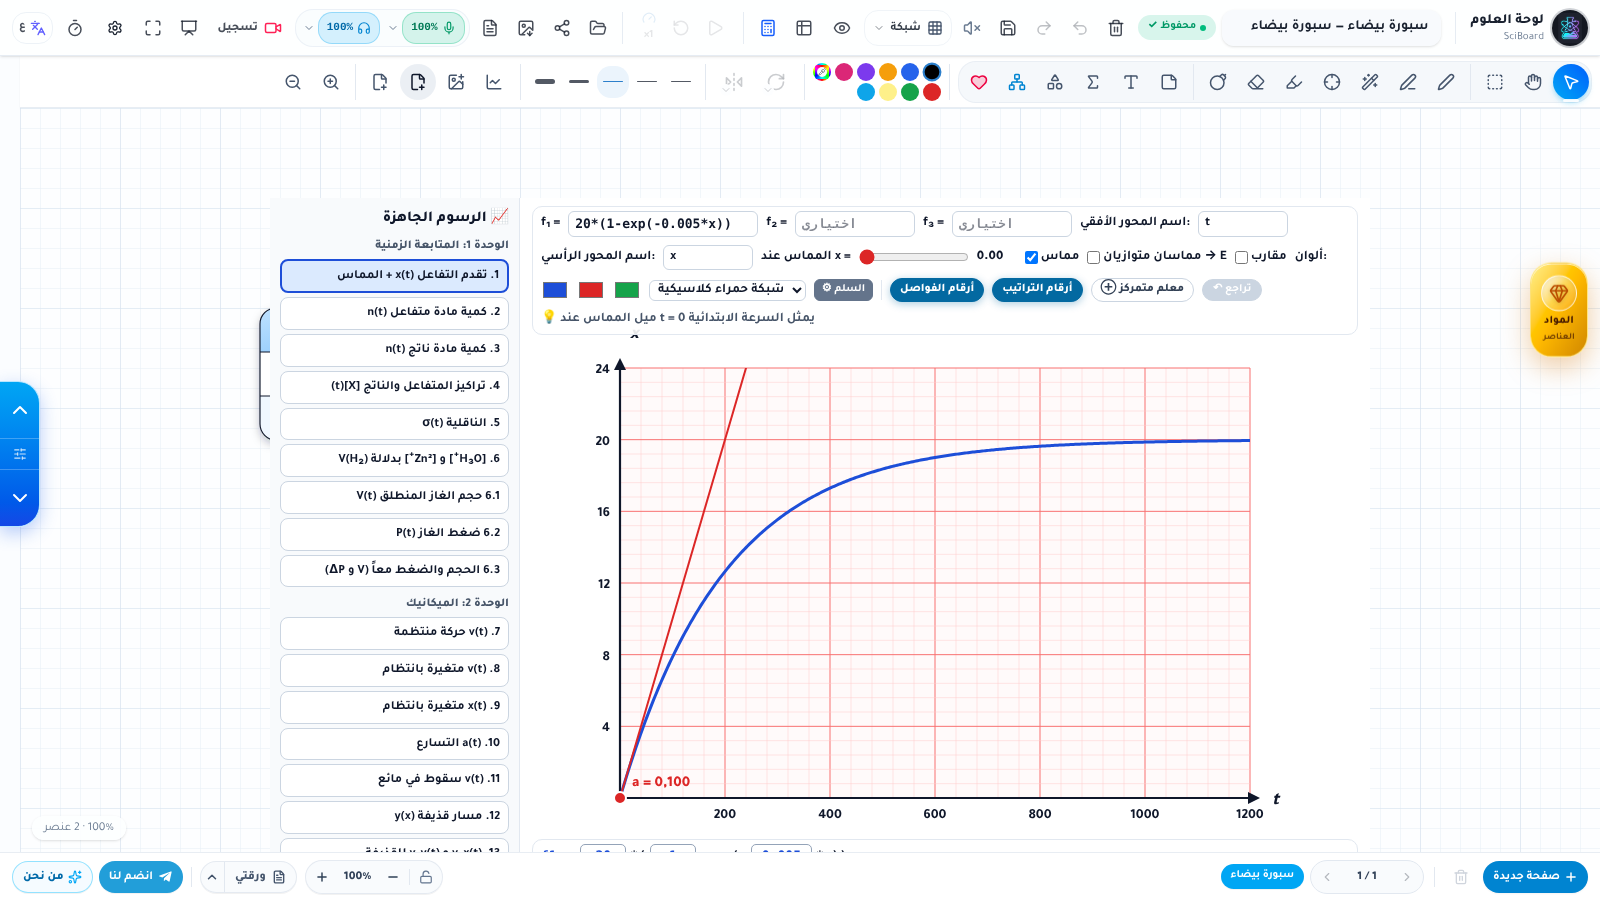 لوحة العلوم
SciBoard
سبورة بيضاء – سبورة بيضاء
محفوظ ✓
شبكة
x1
100%
100%
تسجيل
ع
📈 الرسوم الجاهزة
الوحدة 1: المتابعة الزمنية
1. تقدم التفاعل x(t) + المماس
2. كمية مادة متفاعل n(t)
3. كمية مادة ناتج n(t)
4. تراكيز المتفاعل والناتج [X](t)
5. الناقلية σ(t)
6. [H₃O⁺] و [Zn²⁺] بدلالة V(H₂)
6.1 حجم الغاز المنطلق V(t)
6.2 ضغط الغاز P(t)
6.3 الحجم والضغط معاً (V و ΔP)
الوحدة 2: الميكانيك
7. v(t) حركة منتظمة
8. v(t) متغيرة بانتظام
9. x(t) متغيرة بانتظام
10. a(t) التسارع
11. v(t) سقوط في مائع
12. مسار قذيفة y(x)
f₁ = 20*(1-exp(-0.005*x)) f₂ = اختياري f₃ = اختياري اسم المحور الأفقي: t
اسم المحور الرأسي: x المماس عند x = 0.00 مماس مماسان متوازيان → E مقارب ألوان:
شبكة حمراء كلاسيكية السلم ⚙ أرقام الفواصل أرقام التراتيب معلم متمركز تراجع ↶
💡 ميل المماس عند t = 0 يمثل السرعة الابتدائية
24
20
16
12
8
4
a = 0,100
200 400 600 800 1000 1200
t
المواد
العناصر
100% · 2 عنصر
من نحن
انضم لنا
ورقتي
100%
سبورة بيضاء
1 / 1
صفحة جديدة